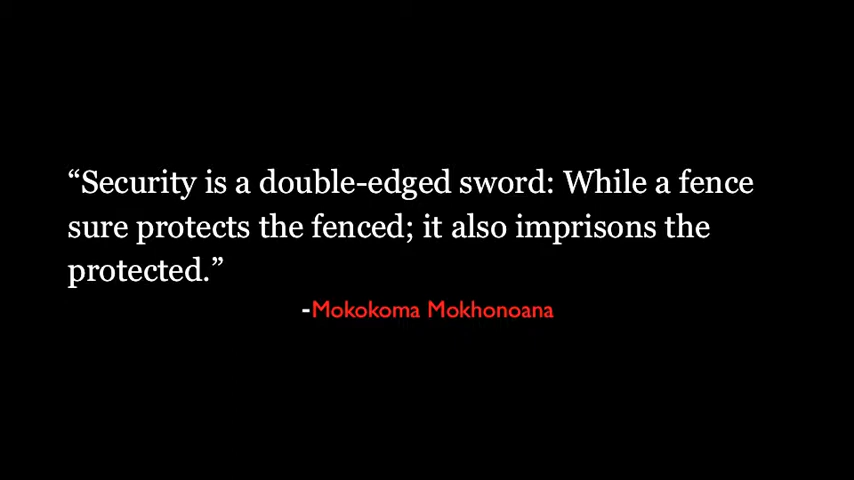 “Security is a double-edged sword: While a fence
sure protects the fenced; it also imprisons the
protected.”
-Mokokoma Mokhonoana